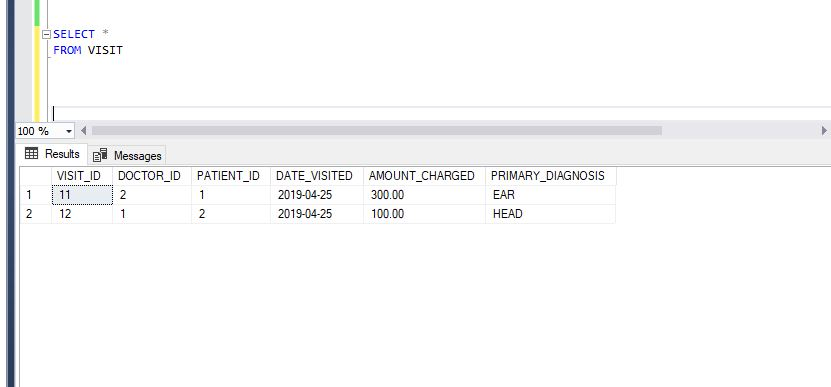 SELECT *
FROM VISIT
100 %
Results Messages
VISIT_ID DOCTOR_ID PATIENT_ID DATE_VISITED AMOUNT_CHARGED PRIMARY_DIAGNOSIS
1 11 2 1 2019-04-25 300.00 EAR
2 12 1 2 2019-04-25 100.00 HEAD